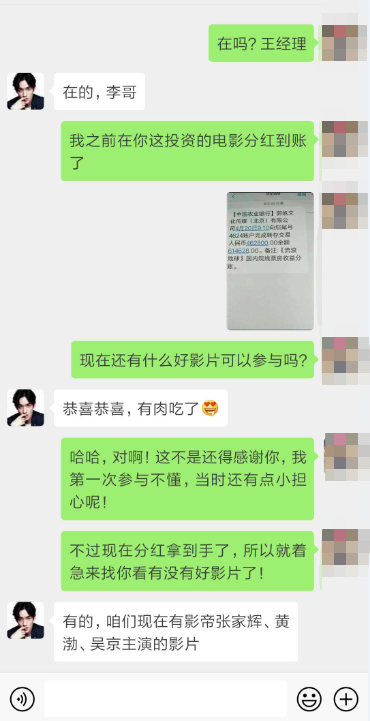 在吗？王经理
在的，李哥
我之前在你这投资的电影分红到账
了
【中国农业银行】
文化传媒（北京）有限公
司4月20日9:10向您尾号
4624账户完成转存交易
人民币462800.00余额
614628.00。备注：《流浪
地球》国内院线票房收益分
账。
现在还有什么好影片可以参与吗?
恭喜恭喜，有肉吃了😍
哈哈，对啊！这不是还得感谢你，我
第一次参与不懂，当时还有点小担
心呢！
不过现在分红拿到手了，所以就着
急来找你看有没有好影片了！
有的，咱们现在有影帝张家辉、黄
渤、吴京主演的影片